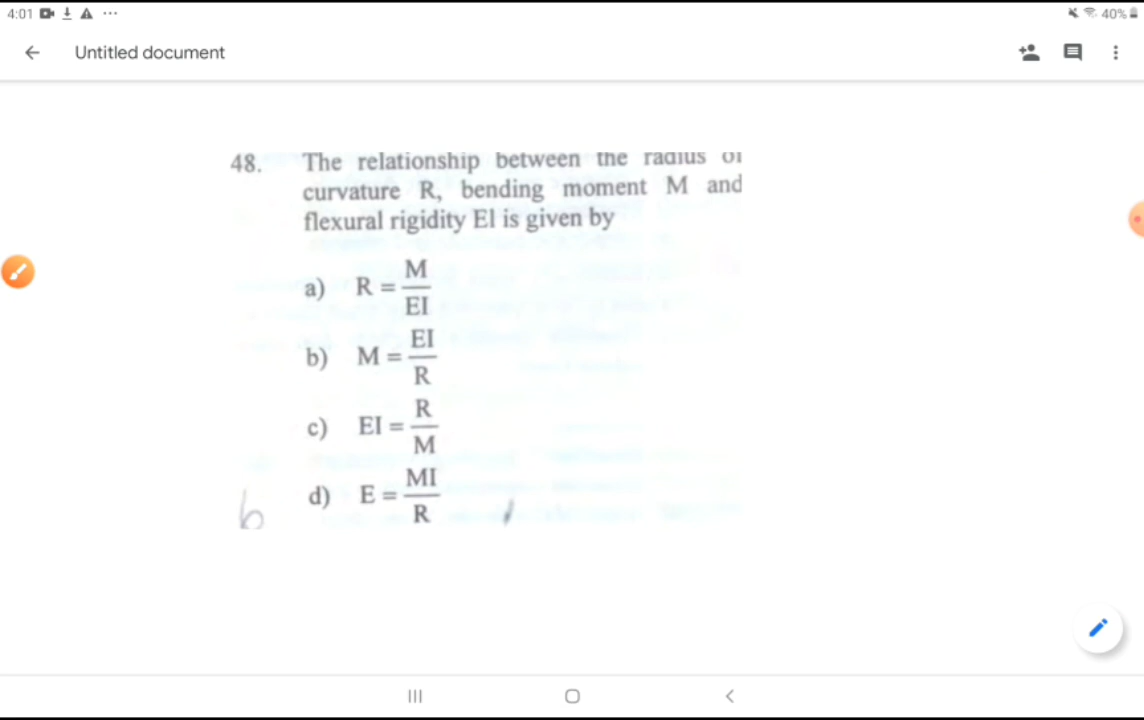 4:01 40%
Untitled document
48. The relationship between the radius of
curvature R, bending moment M and
flexural rigidity EI is given by
a) R = M/EI
b) M = EI/R
c) EI = R/M
d) E = MI/R
b